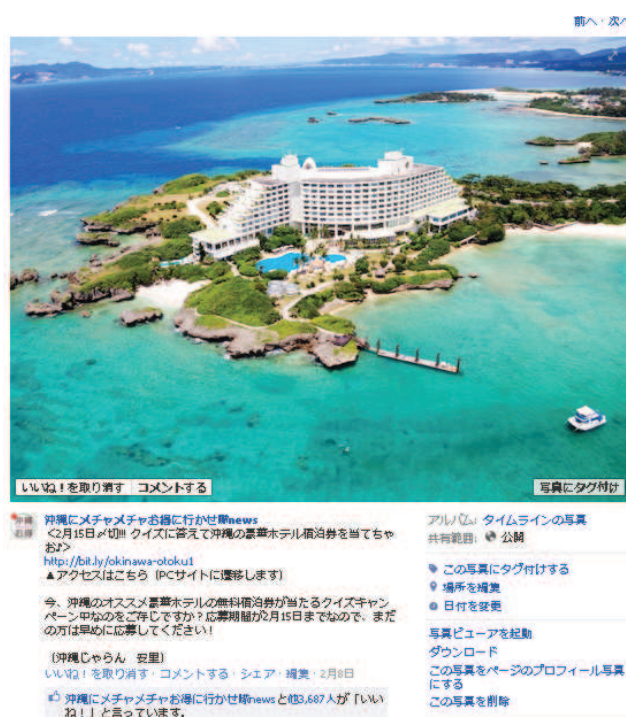 前へ・次へ
いいね！を取り消す コメントする
写真にタグ付け
沖縄にメチャメチャお得に行かせ隊news
<2月15日〆切!!! クイズに答えて沖縄の豪華ホテル宿泊券を当てちゃ
お♪>
http://bit.ly/okinawa-otoku1
▲アクセスはこちら（PCサイトに遷移します）
今、沖縄のオススメ豪華ホテルの無料宿泊券が当たるクイズキャン
ペーン中なのをご存じですか？応募期間が2月15日までなので、まだ
の方は早めに応募してください！
（沖縄じゃらん 安里）
いいね！を取り消す・コメントする・シェア・編集・2月8日
沖縄にメチャメチャお得に行かせ隊newsと他3,687人が「いい
ね！」と言っています。
アルバム: タイムラインの写真
共有範囲: 公開
この写真にタグ付けする
場所を編集
日付を変更
写真ビューアを起動
ダウンロード
この写真をページのプロフィール写真
にする
この写真を削除